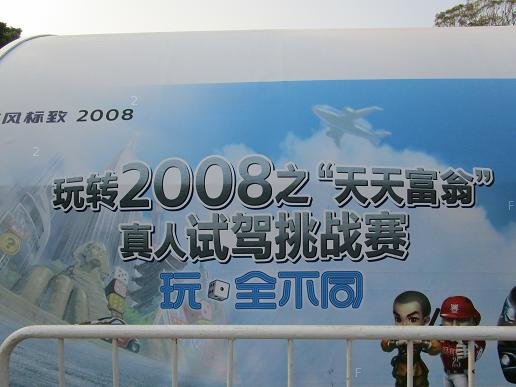 风标致 2008
玩转2008之“天天富翁”
真人试驾挑战赛
玩 全不同